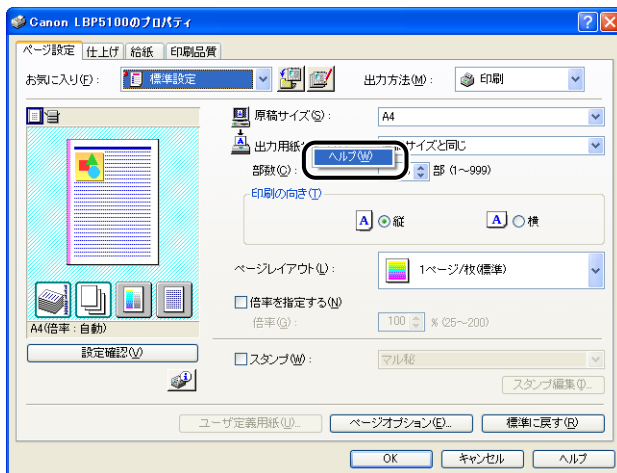 Canon LBP5100のプロパティ
ページ設定 仕上げ 給紙 印刷品質
お気に入り(F): 標準設定 出力方法(M): 印刷
原稿サイズ(S): A4
出力用紙 サイズと同じ
ヘルプ(W)
部数(C): 部 (1～999)
印刷の向き(T)
A 縦 A 横
ページレイアウト(L): 1ページ/枚(標準)
倍率を指定する(N)
倍率(G): 100 % (25～200)
A4(倍率:自動)
設定確認(V)
スタンプ(W): マル秘
スタンプ編集(I)...
ユーザ定義用紙(U)... ページオプション(E)... 標準に戻す(R)
OK キャンセル ヘルプ